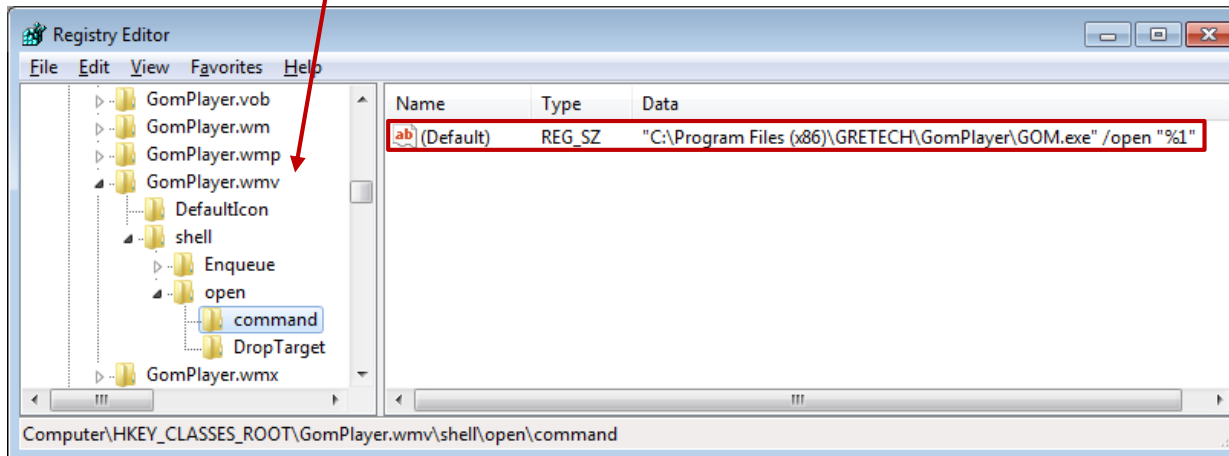 Registry Editor
File Edit View Favorites Help
GomPlayer.vob
GomPlayer.wm
GomPlayer.wmp
GomPlayer.wmv
DefaultIcon
shell
Enqueue
open
command
DropTarget
GomPlayer.wmx
Name Type Data
ab (Default) REG_SZ "C:\Program Files (x86)\GRETECH\GomPlayer\GOM.exe" /open "%1"
Computer\HKEY_CLASSES_ROOT\GomPlayer.wmv\shell\open\command